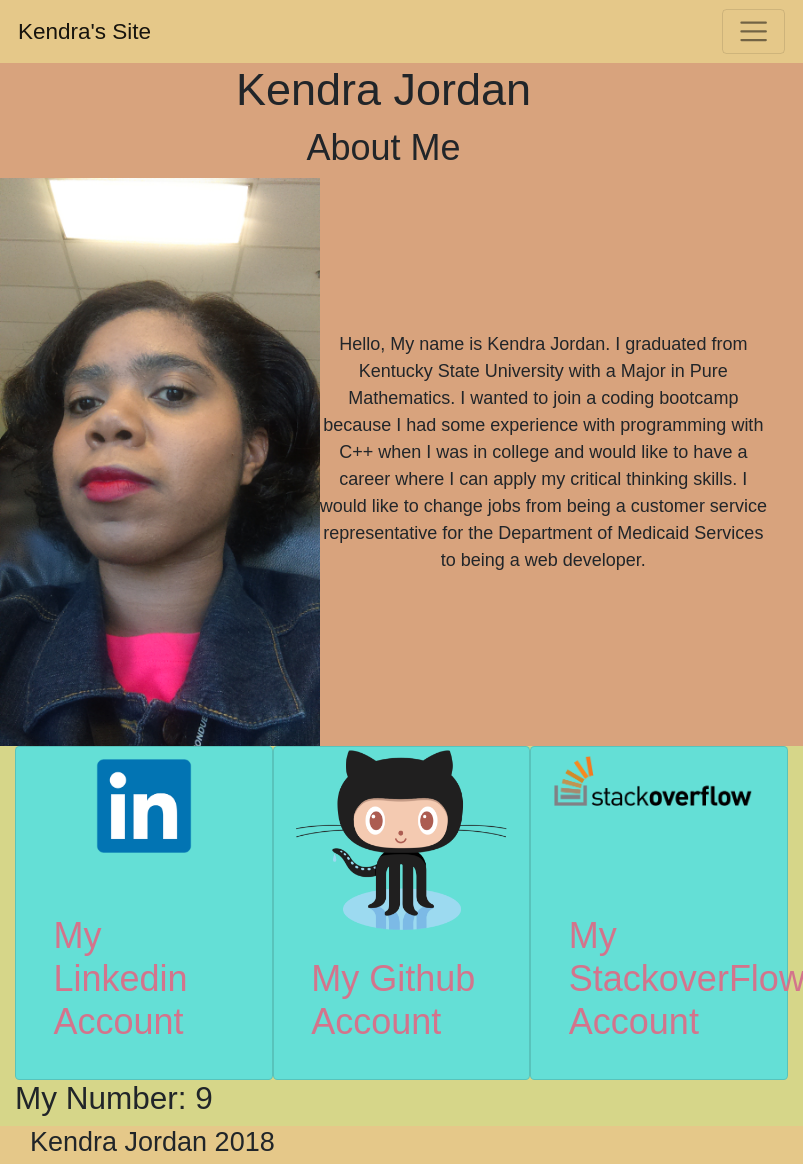 Kendra's Site
Kendra Jordan
About Me
Hello, My name is Kendra Jordan. I graduated from
Kentucky State University with a Major in Pure
Mathematics. I wanted to join a coding bootcamp
because I had some experience with programming with
C++ when I was in college and would like to have a
career where I can apply my critical thinking skills. I
would like to change jobs from being a customer service
representative for the Department of Medicaid Services
to being a web developer.
in
stackoverflow
My
Linkedin
Account
My Github
Account
My
StackoverFlow
Account
My Number: 9
Kendra Jordan 2018